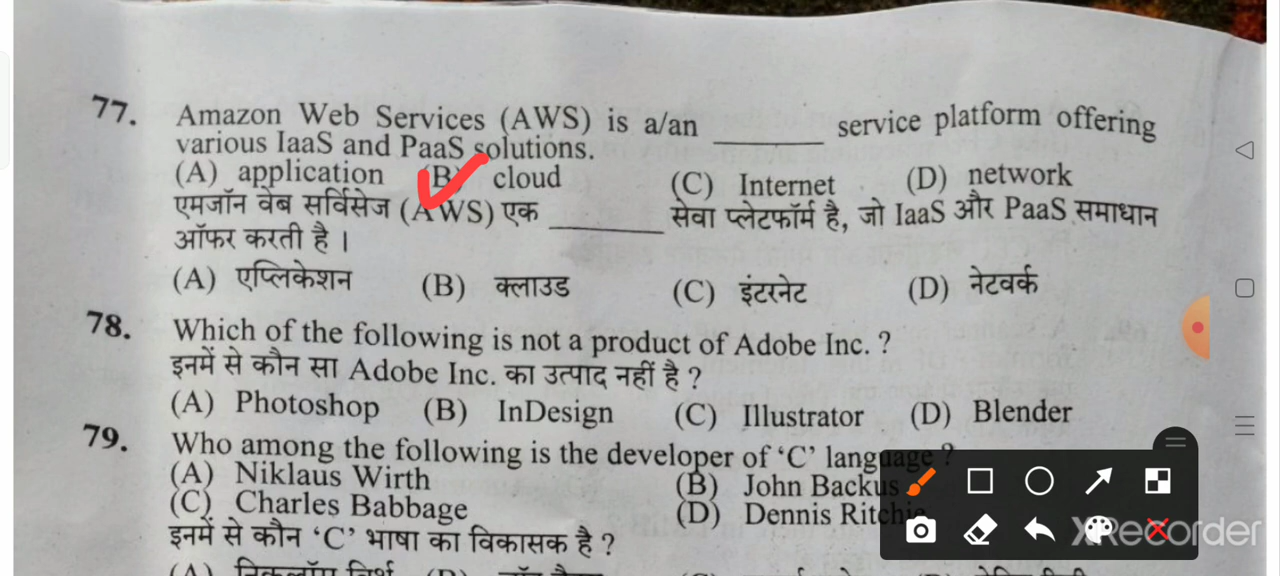 77. Amazon Web Services (AWS) is a/an ______ service platform offering
various IaaS and PaaS solutions.
(A) application (B) cloud (C) Internet (D) network
एमजॉन वेब सर्विसेज (AWS) एक ______ सेवा प्लेटफॉर्म है, जो IaaS और PaaS समाधान
ऑफर करती है ।
(A) एप्लिकेशन (B) क्लाउड (C) इंटरनेट (D) नेटवर्क
78. Which of the following is not a product of Adobe Inc. ?
इनमें से कौन सा Adobe Inc. का उत्पाद नहीं है ?
(A) Photoshop (B) InDesign (C) Illustrator (D) Blender
79. Who among the following is the developer of ‘C’ language ?
(A) Niklaus Wirth (B) John Backus
(C) Charles Babbage (D) Dennis Ritchie
इनमें से कौन ‘C’ भाषा का विकासक है ?
XRecorder